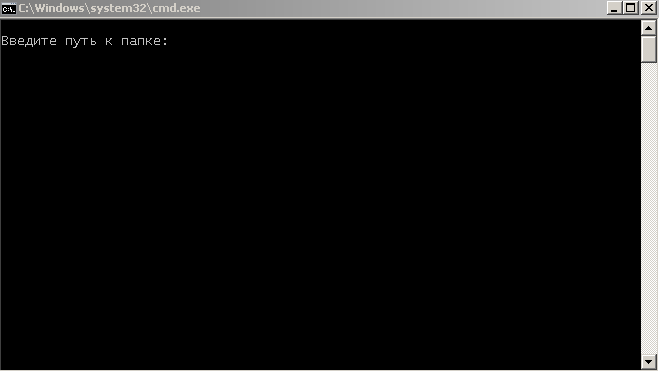 C:\Windows\system32\cmd.exe
Введите путь к папке: